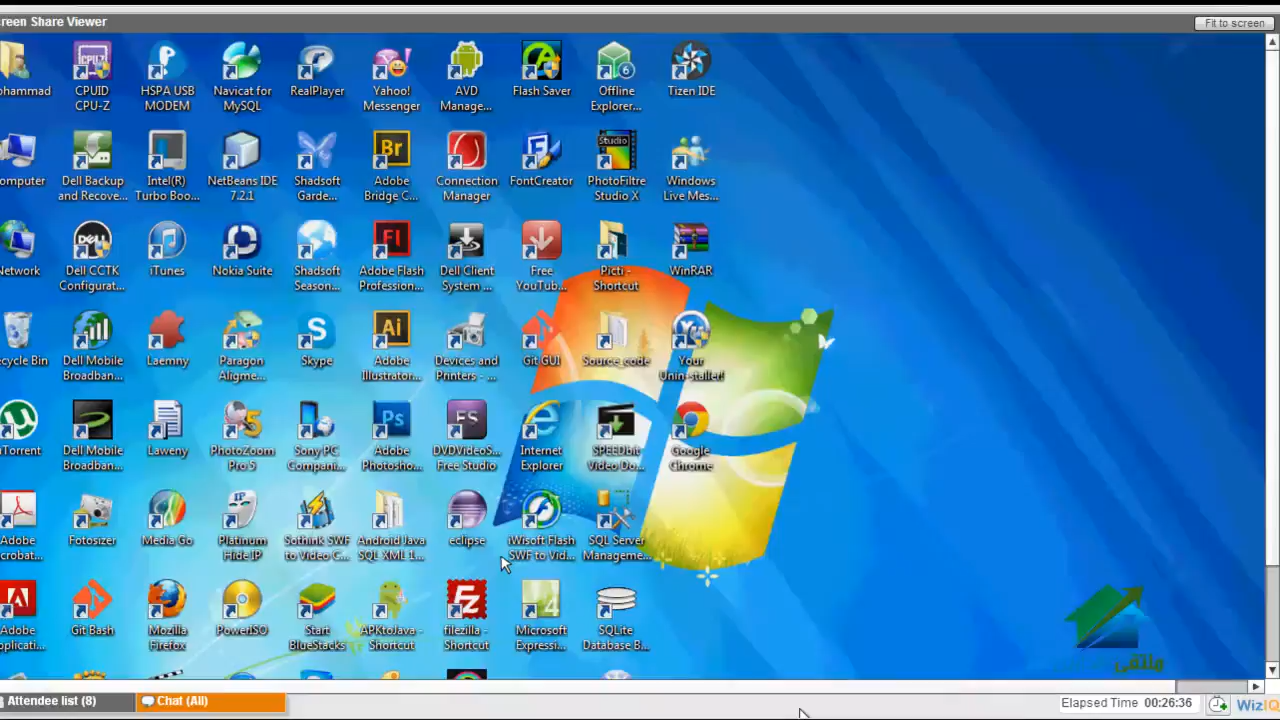 reen Share Viewer
Fit to screen
ohammad
CPUID
CPU-Z
HSPA USB
MODEM
Navicat for
MySQL
RealPlayer
Yahoo!
Messenger
AVD
Manage...
Flash Saver
Offline
Explorer...
Tizen IDE
omputer
Dell Backup
and Recove...
Intel(R)
Turbo Boo...
NetBeans IDE
7.2.1
Shadsoft
Garde...
Adobe
Bridge C...
Connection
Manager
FontCreator
PhotoFiltre
Studio X
Windows
Live Mes...
Network
Dell CCTK
Configurat...
iTunes
Nokia Suite
Shadsoft
Season...
Adobe Flash
Profession...
Dell Client
System ...
Free
YouTub...
Picti -
Shortcut
WinRAR
ecycle Bin
Dell Mobile
Broadban...
Laemny
Paragon
Aligme...
Skype
Adobe
Illustrator...
Devices and
Printers - ...
Git GUI
Source_code
Your
Unin-staller!
Torrent
Dell Mobile
Broadban...
Laweny
PhotoZoom
Pro 5
Sony PC
Compani...
Adobe
Photosho...
DVDVideoS...
Free Studio
Internet
Explorer
SPEEDbit
Video Do...
Google
Chrome
Adobe
crobat...
Fotosizer
Media Go
Platinum
Hide IP
Sothink SWF
to Video C...
Android Java
SQL XML 1...
eclipse
iWisoft Flash
SWF to Vid...
SQL Server
Manageme...
Adobe
pplicati...
Git Bash
Mozilla
Firefox
PowerISO
Start
BlueStacks
APKtoJava -
Shortcut
filezilla -
Shortcut
Microsoft
Expressi...
SQLite
Database B...
ملتقى
Attendee list (8)
Chat (All)
Elapsed Time 00:26:36
WizIQ